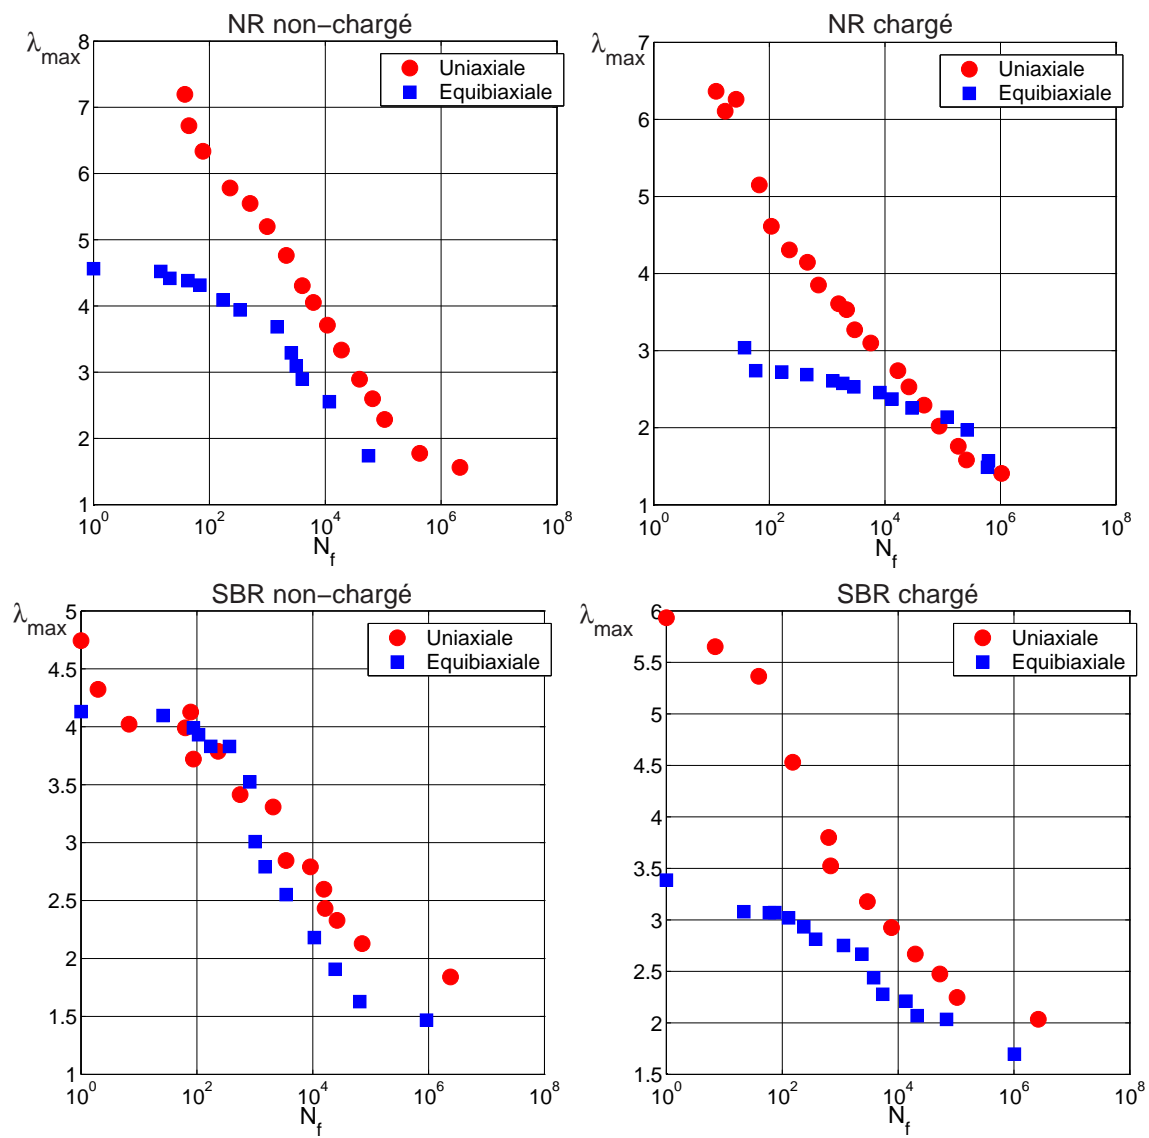 NR non−chargé
λmax
8
7
6
5
4
3
2
1
Uniaxiale
Equibiaxiale
10^0 10^2 10^4 10^6 10^8
N_f
NR chargé
λmax
7
6
5
4
3
2
1
Uniaxiale
Equibiaxiale
10^0 10^2 10^4 10^6 10^8
N_f
SBR non−chargé
λmax
5
4.5
4
3.5
3
2.5
2
1.5
1
Uniaxiale
Equibiaxiale
10^0 10^2 10^4 10^6 10^8
N_f
SBR chargé
λmax
6
5.5
5
4.5
4
3.5
3
2.5
2
1.5
Uniaxiale
Equibiaxiale
10^0 10^2 10^4 10^6 10^8
N_f